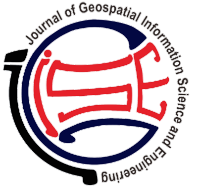 Journal of Geospatial Information Science and Engineering
JGISE